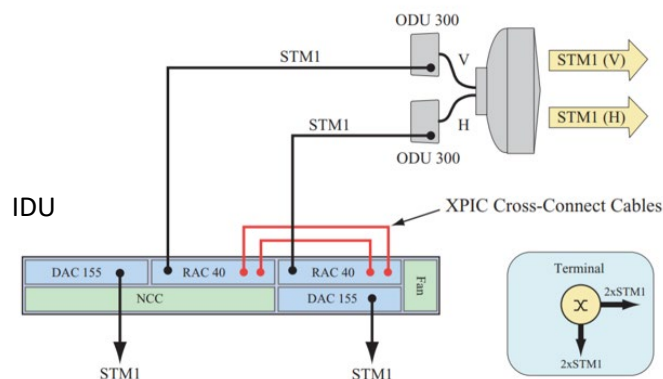 ODU 300
STM1
V
STM1 (V)
STM1
H
STM1 (H)
ODU 300
IDU
XPIC Cross-Connect Cables
DAC 155
RAC 40
RAC 40
Fan
NCC
DAC 155
STM1
STM1
Terminal
2xSTM1
2xSTM1